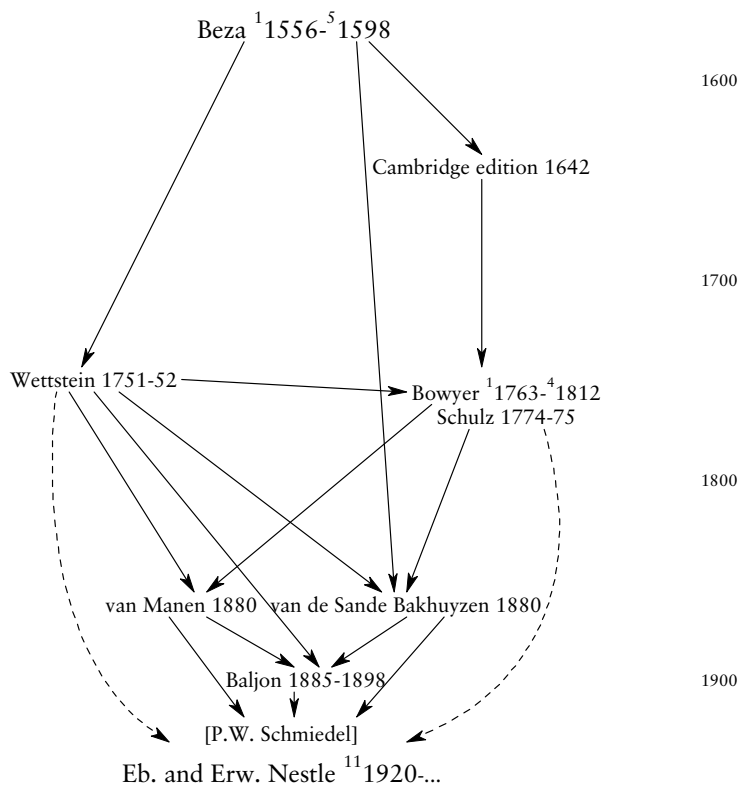 Beza ¹1556-⁵1598
1600
Cambridge edition 1642
1700
Wettstein 1751-52
Bowyer ¹1763-⁴1812
Schulz 1774-75
1800
van Manen 1880
van de Sande Bakhuyzen 1880
Baljon 1885-1898
1900
[P.W. Schmiedel]
Eb. and Erw. Nestle ¹¹1920-...